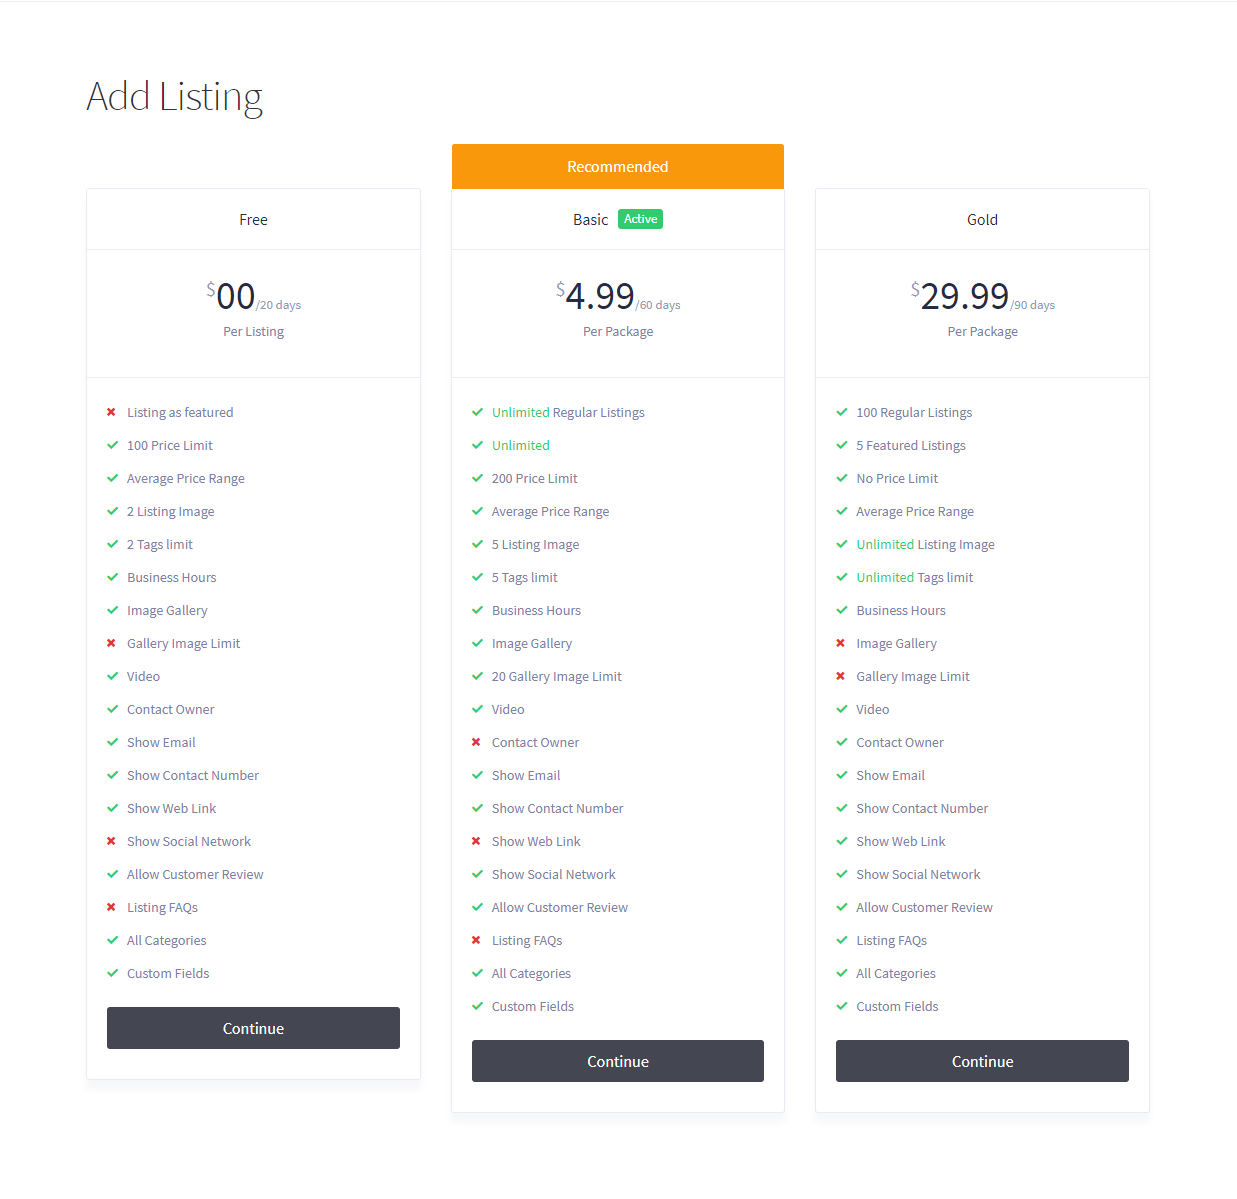 Add Listing
Free
$00/20 days
Per Listing
Listing as featured
100 Price Limit
Average Price Range
2 Listing Image
2 Tags limit
Business Hours
Image Gallery
Gallery Image Limit
Video
Contact Owner
Show Email
Show Contact Number
Show Web Link
Show Social Network
Allow Customer Review
Listing FAQs
All Categories
Custom Fields
Continue
Recommended
Basic Active
$4.99/60 days
Per Package
Unlimited Regular Listings
Unlimited
200 Price Limit
Average Price Range
5 Listing Image
5 Tags limit
Business Hours
Image Gallery
20 Gallery Image Limit
Video
Contact Owner
Show Email
Show Contact Number
Show Web Link
Show Social Network
Allow Customer Review
Listing FAQs
All Categories
Custom Fields
Continue
Gold
$29.99/90 days
Per Package
100 Regular Listings
5 Featured Listings
No Price Limit
Average Price Range
Unlimited Listing Image
Unlimited Tags limit
Business Hours
Image Gallery
Gallery Image Limit
Video
Contact Owner
Show Email
Show Contact Number
Show Web Link
Show Social Network
Allow Customer Review
Listing FAQs
All Categories
Custom Fields
Continue